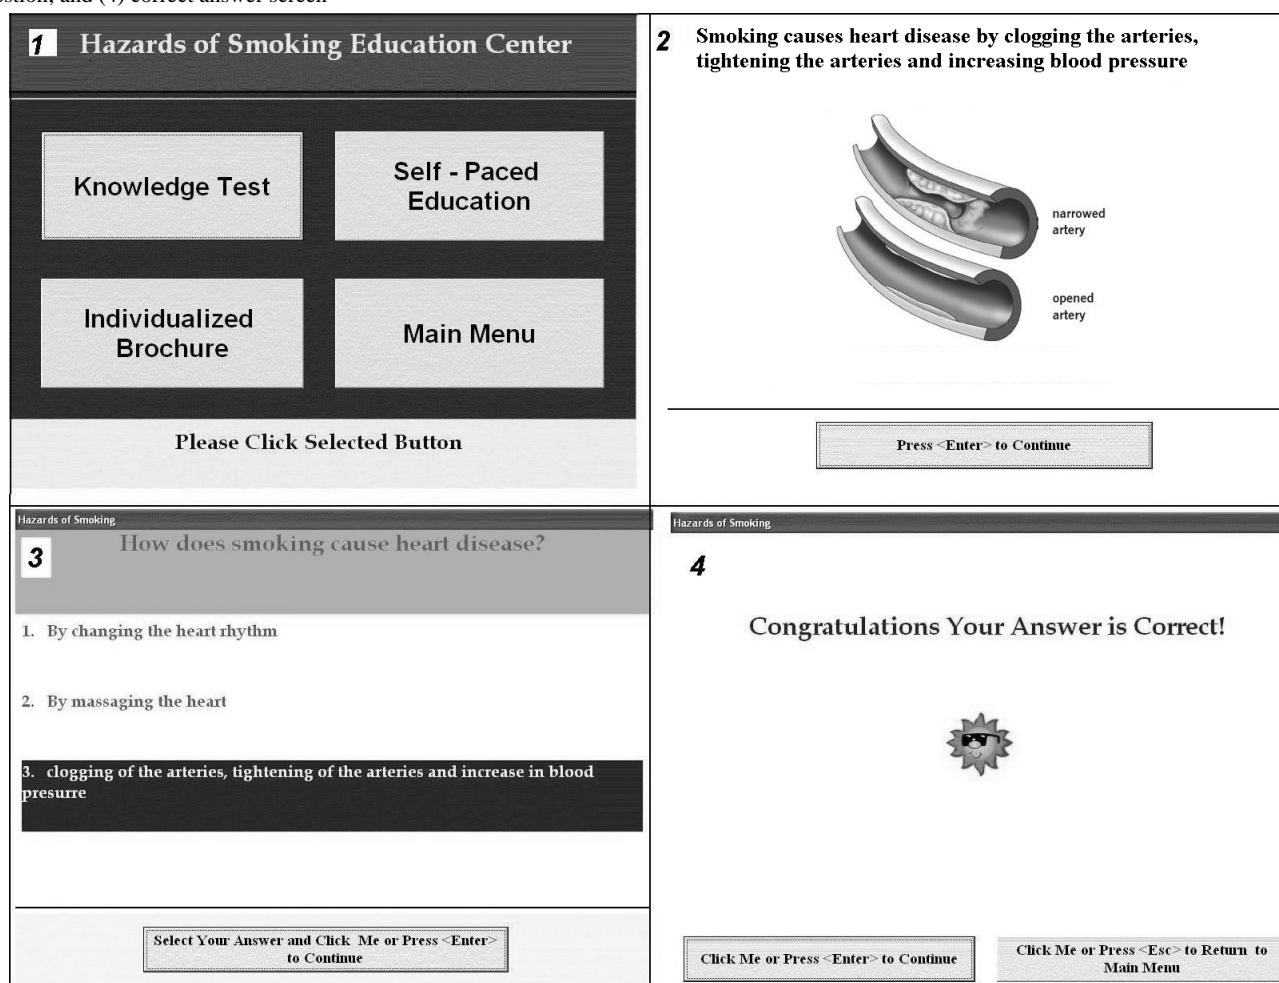 estion, and (4) correct answer screen
1 Hazards of Smoking Education Center
Knowledge Test
Self - Paced
Education
Individualized
Brochure
Main Menu
Please Click Selected Button
2 Smoking causes heart disease by clogging the arteries,
tightening the arteries and increasing blood pressure
narrowed
artery
opened
artery
Press <Enter> to Continue
Hazards of Smoking
3 How does smoking cause heart disease?
1. By changing the heart rhythm
2. By massaging the heart
3. clogging of the arteries, tightening of the arteries and increase in blood
presurre
Select Your Answer and Click Me or Press <Enter>
to Continue
Hazards of Smoking
4
Congratulations Your Answer is Correct!
Click Me or Press <Enter> to Continue
Click Me or Press <Esc> to Return to
Main Menu